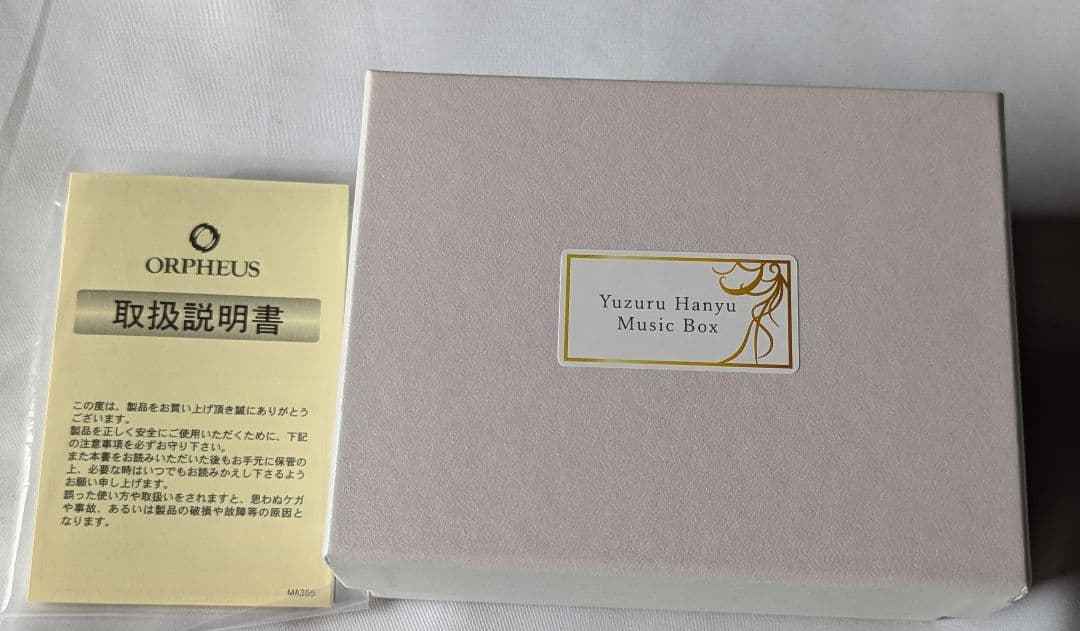 ORPHEUS
取扱説明書
この度は、製品をお買い上げ頂き誠にありがとう
ございます。
製品を正しく安全にご使用いただくために、下記
の注意事項を必ずお守り下さい。
また本書をお読みいただいた後もお手元に保管の
上、必要な時はいつでもお読みかえし下さるよう
お願い申し上げます。
誤った使い方や取扱いをされますと、思わぬケガ
や事故、あるいは製品の破損や故障等の原因と
なります。
MA355
Yuzuru Hanyu
Music Box